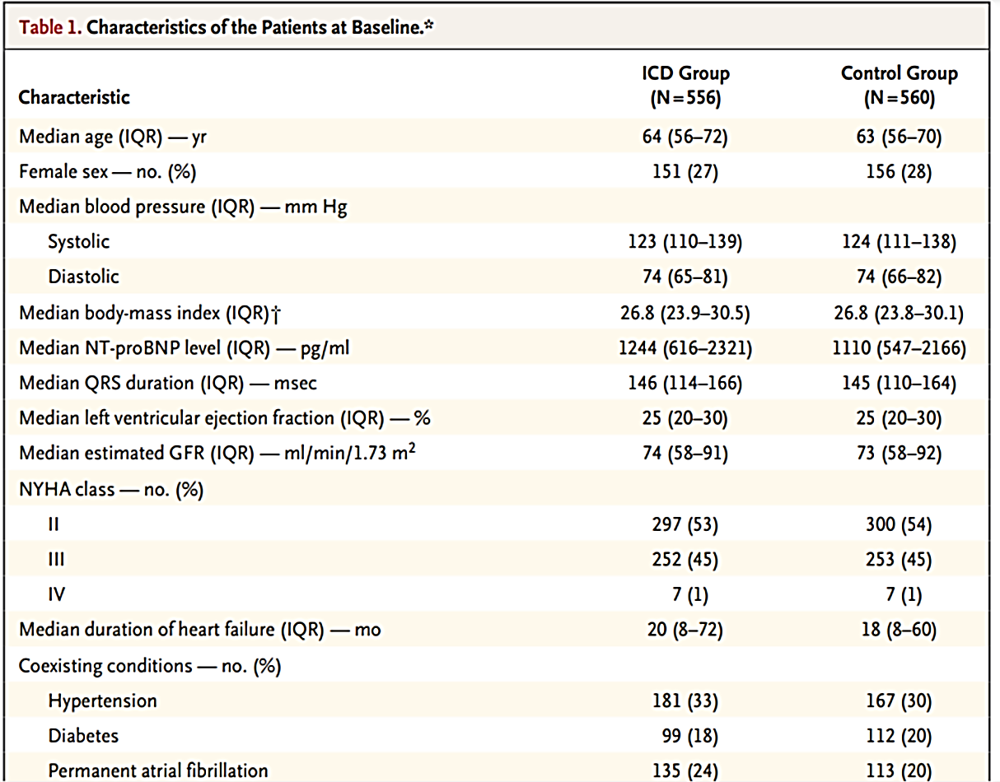 Table 1. Characteristics of the Patients at Baseline.*
Characteristic ICD Group (N=556) Control Group (N=560)
Median age (IQR) — yr 64 (56–72) 63 (56–70)
Female sex — no. (%) 151 (27) 156 (28)
Median blood pressure (IQR) — mm Hg
Systolic 123 (110–139) 124 (111–138)
Diastolic 74 (65–81) 74 (66–82)
Median body-mass index (IQR)† 26.8 (23.9–30.5) 26.8 (23.8–30.1)
Median NT-proBNP level (IQR) — pg/ml 1244 (616–2321) 1110 (547–2166)
Median QRS duration (IQR) — msec 146 (114–166) 145 (110–164)
Median left ventricular ejection fraction (IQR) — % 25 (20–30) 25 (20–30)
Median estimated GFR (IQR) — ml/min/1.73 m² 74 (58–91) 73 (58–92)
NYHA class — no. (%)
II 297 (53) 300 (54)
III 252 (45) 253 (45)
IV 7 (1) 7 (1)
Median duration of heart failure (IQR) — mo 20 (8–72) 18 (8–60)
Coexisting conditions — no. (%)
Hypertension 181 (33) 167 (30)
Diabetes 99 (18) 112 (20)
Permanent atrial fibrillation 135 (24) 113 (20)